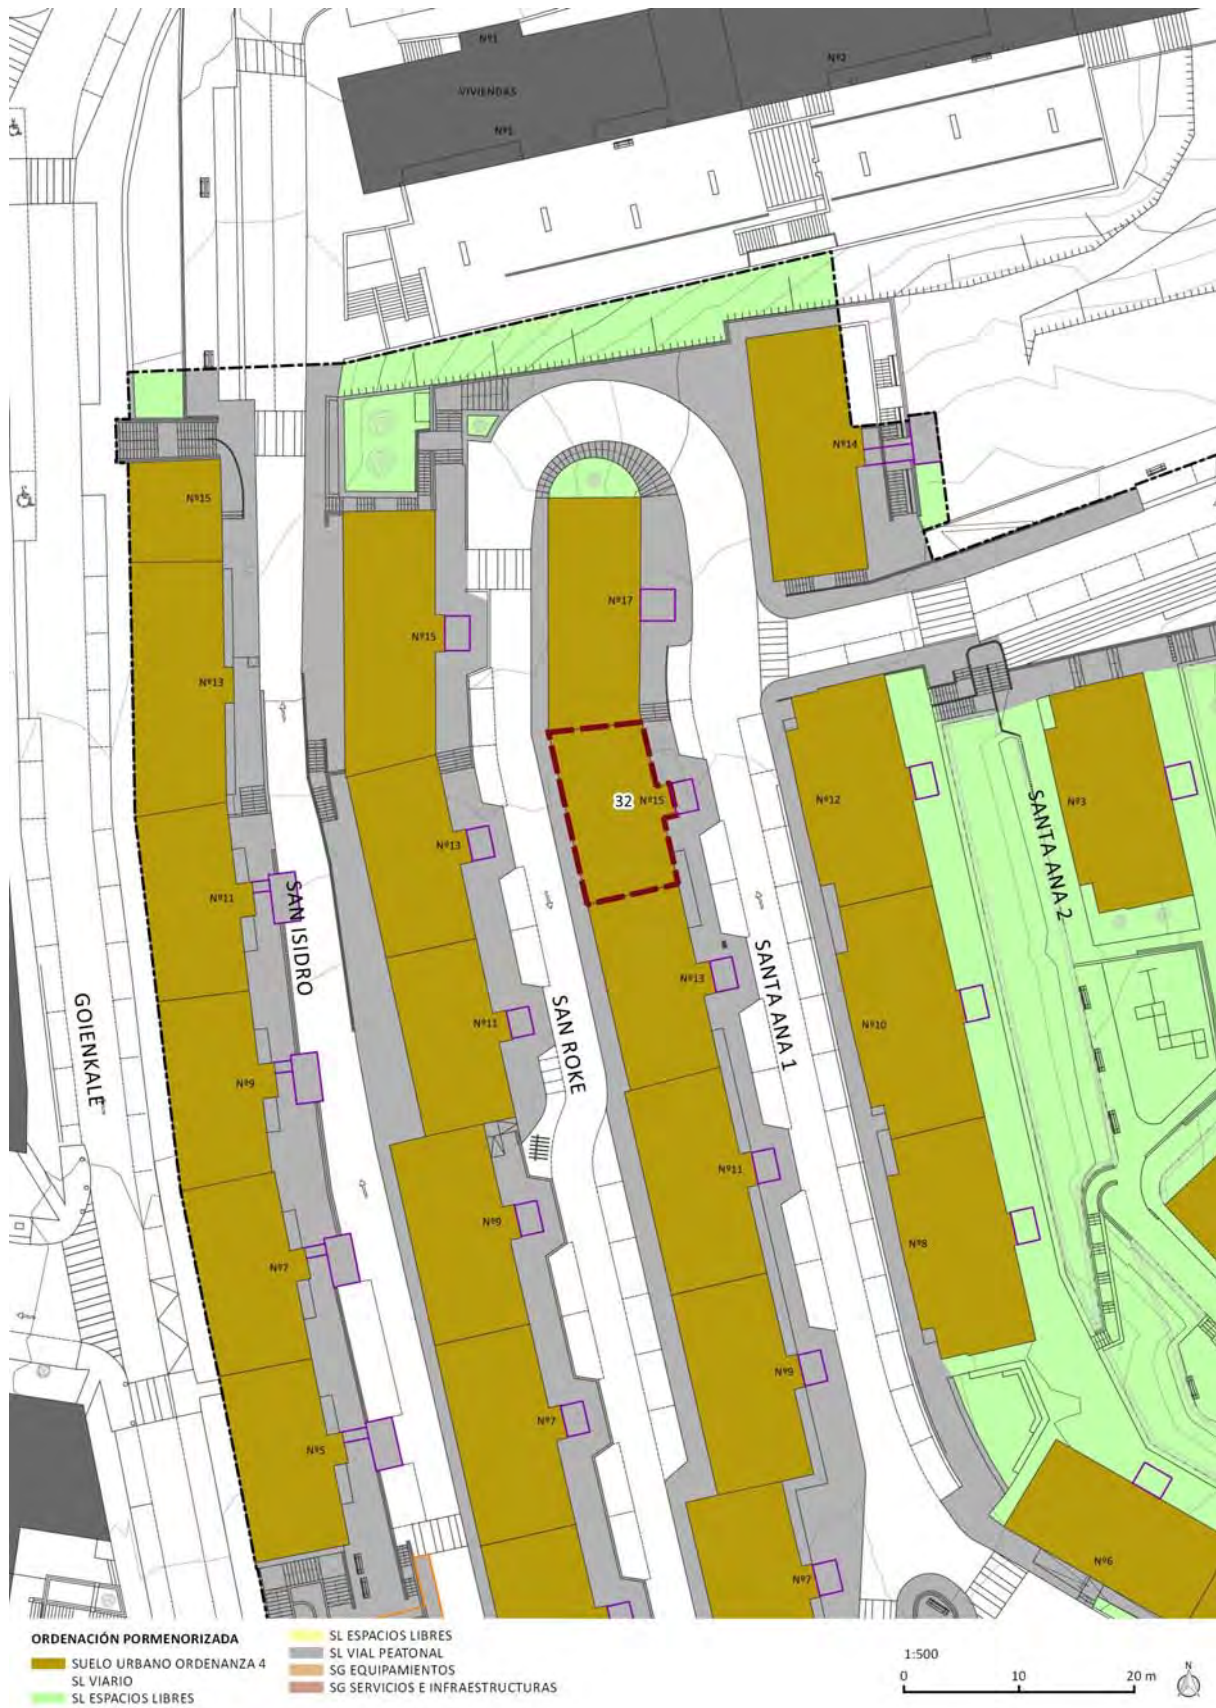 Nº1
Nº2
VIVIENDAS
Nº1
Nº14
Nº15
Nº17
Nº15
Nº13
32
Nº15
Nº12
Nº3
SANTA ANA 2
Nº13
Nº11
SAN ISIDRO
Nº13
SANTA ANA 1
GOIENKALE
Nº11
SAN ROKE
Nº10
Nº9
Nº11
Nº9
Nº8
Nº7
Nº9
Nº7
Nº5
Nº6
Nº7
ORDENACIÓN PORMENORIZADA
SUELO URBANO ORDENANZA 4
SL VIARIO
SL ESPACIOS LIBRES
SL ESPACIOS LIBRES
SL VIAL PEATONAL
SG EQUIPAMIENTOS
SG SERVICIOS E INFRAESTRUCTURAS
1:500
0 10 20 m
N